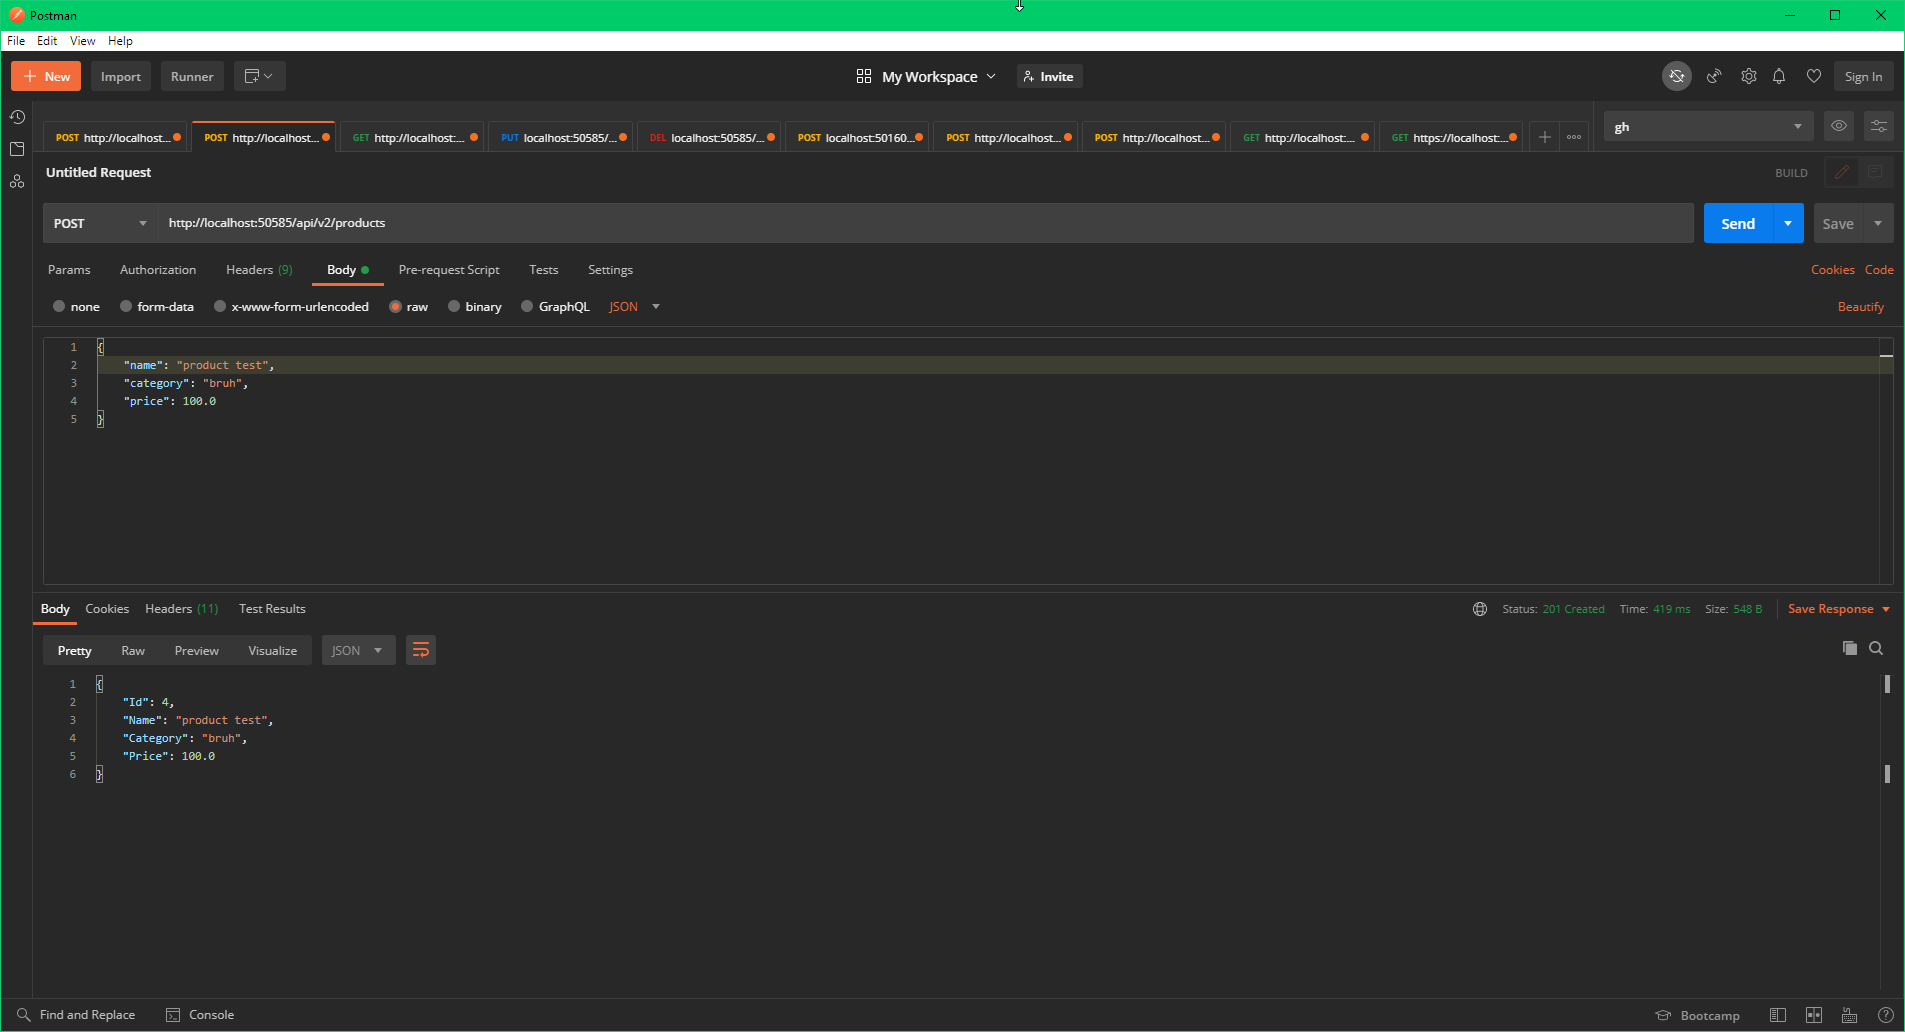 Postman
File Edit View Help
New Import Runner My Workspace Invite Sign In
POST http://localhost... POST http://localhost... GET http://localhost:... PUT localhost:50585/... DEL localhost:50585/... POST localhost:50160... POST http://localhost... POST http://localhost... GET http://localhost:... GET https://localhost:... gh
Untitled Request BUILD
POST http://localhost:50585/api/v2/products Send Save
Params Authorization Headers (9) Body Pre-request Script Tests Settings Cookies Code
none form-data x-www-form-urlencoded raw binary GraphQL JSON Beautify
1 {
2 "name": "product test",
3 "category": "bruh",
4 "price": 100.0
5 }
Body Cookies Headers (11) Test Results Status: 201 Created Time: 419 ms Size: 548 B Save Response
Pretty Raw Preview Visualize JSON
1 {
2 "Id": 4,
3 "Name": "product test",
4 "Category": "bruh",
5 "Price": 100.0
6 }
Find and Replace Console Bootcamp